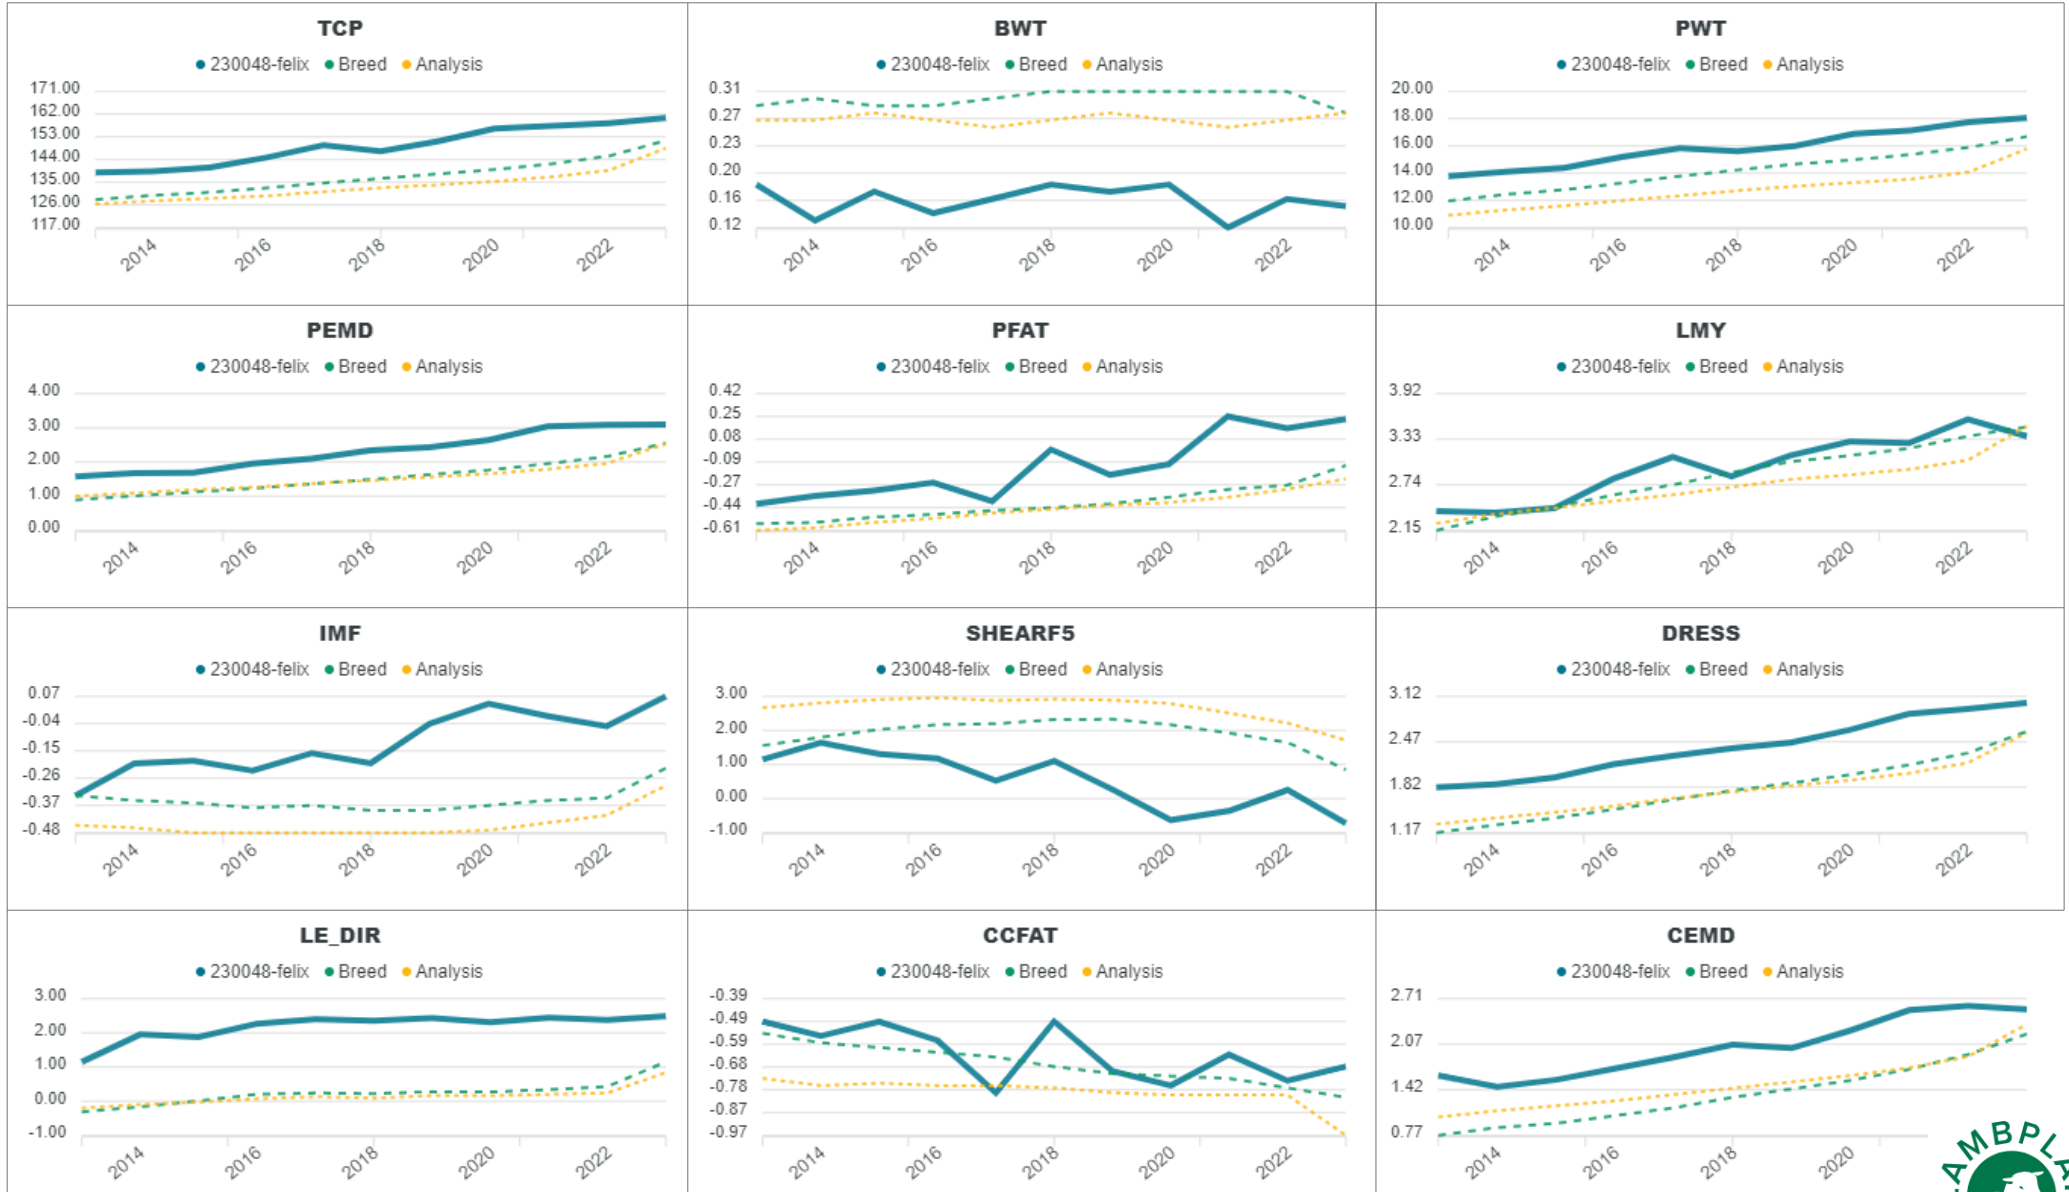 TCP
230048-felix Breed Analysis
171.00
162.00
153.00
144.00
135.00
126.00
117.00
2014 2016 2018 2020 2022
BWT
230048-felix Breed Analysis
0.31
0.27
0.23
0.20
0.16
0.12
2014 2016 2018 2020 2022
PWT
230048-felix Breed Analysis
20.00
18.00
16.00
14.00
12.00
10.00
2014 2016 2018 2020 2022
PEMD
230048-felix Breed Analysis
4.00
3.00
2.00
1.00
0.00
2014 2016 2018 2020 2022
PFAT
230048-felix Breed Analysis
0.42
0.25
0.08
-0.09
-0.27
-0.44
-0.61
2014 2016 2018 2020 2022
LMY
230048-felix Breed Analysis
3.92
3.33
2.74
2.15
2014 2016 2018 2020 2022
IMF
230048-felix Breed Analysis
0.07
-0.04
-0.15
-0.26
-0.37
-0.48
2014 2016 2018 2020 2022
SHEARF5
230048-felix Breed Analysis
3.00
2.00
1.00
0.00
-1.00
2014 2016 2018 2020 2022
DRESS
230048-felix Breed Analysis
3.12
2.47
1.82
1.17
2014 2016 2018 2020 2022
LE_DIR
230048-felix Breed Analysis
3.00
2.00
1.00
0.00
-1.00
2014 2016 2018 2020 2022
CCFAT
230048-felix Breed Analysis
-0.39
-0.49
-0.59
-0.68
-0.78
-0.87
-0.97
2014 2016 2018 2020 2022
CEMD
230048-felix Breed Analysis
2.71
2.07
1.42
0.77
2014 2016 2018 2020
AMBPLA